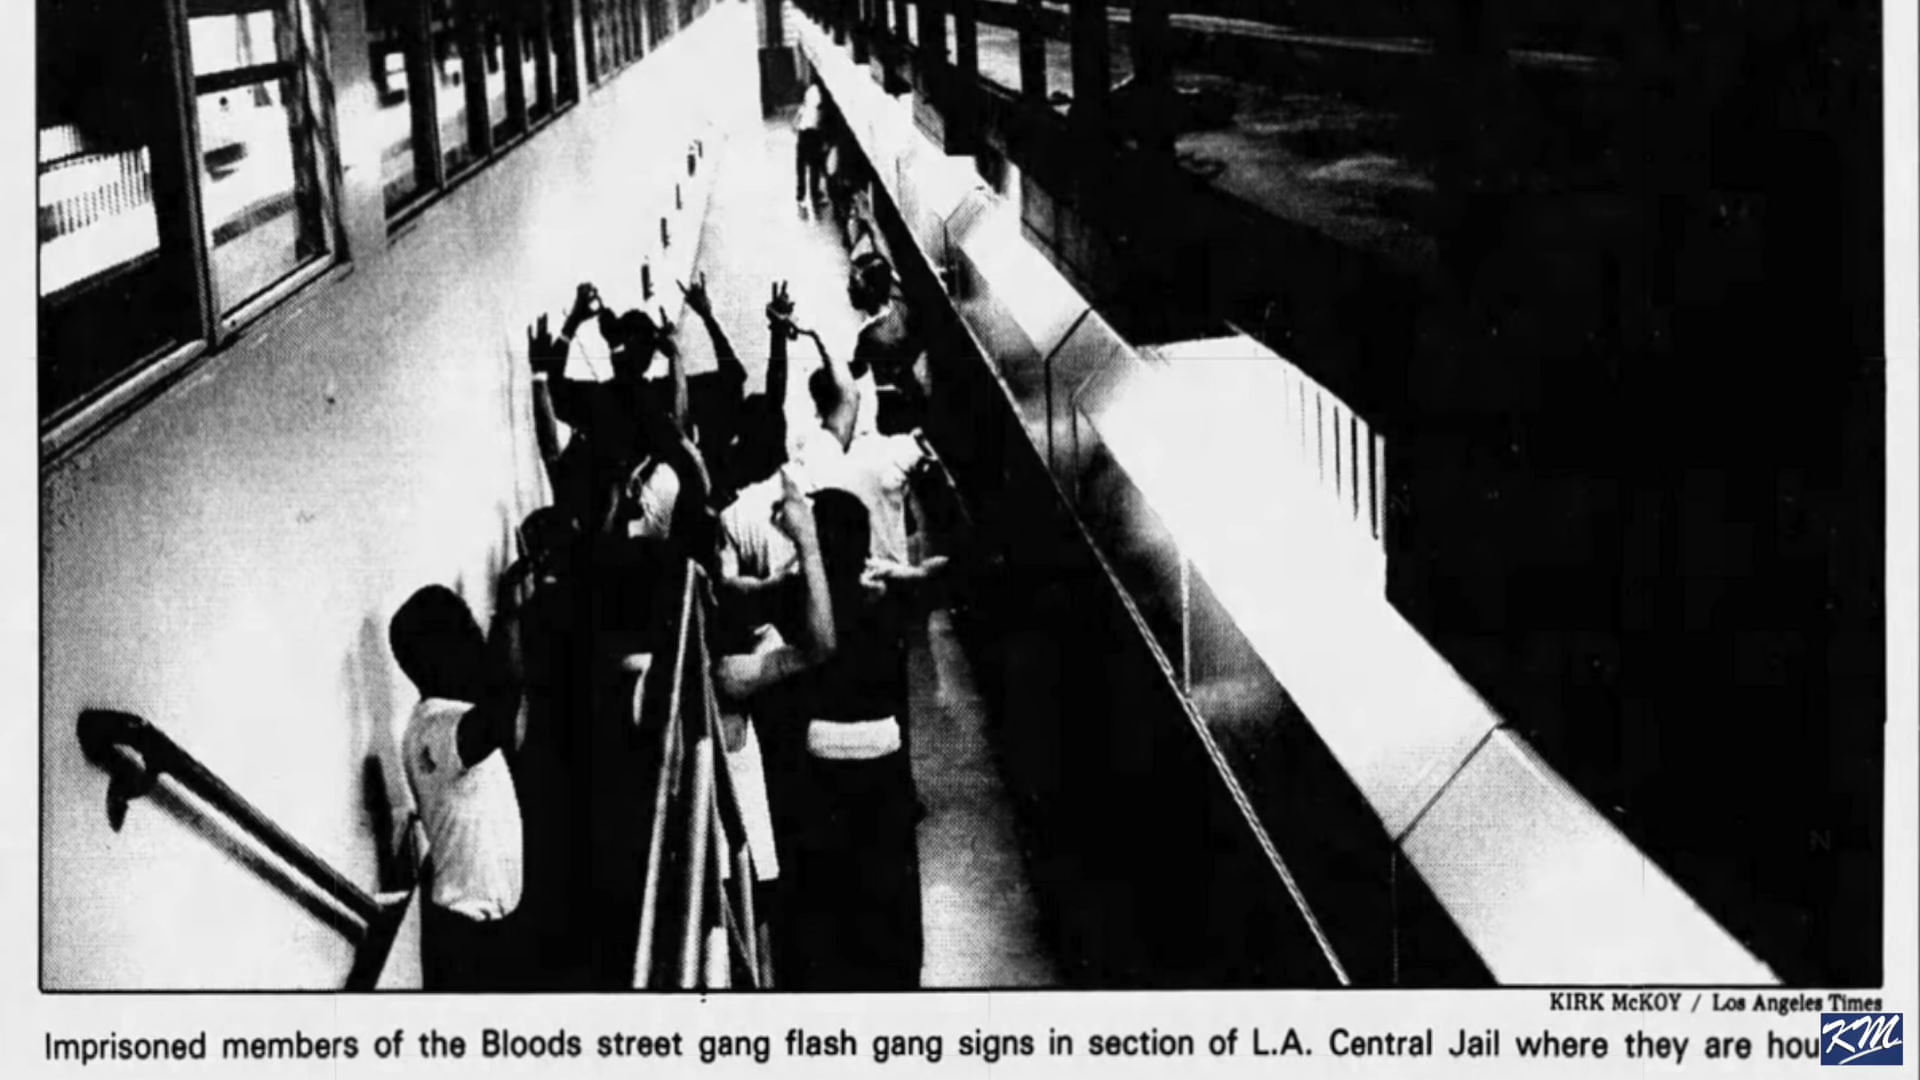 KIRK McKOY / Los Angeles Times
Imprisoned members of the Bloods street gang flash gang signs in section of L.A. Central Jail where they are
KM